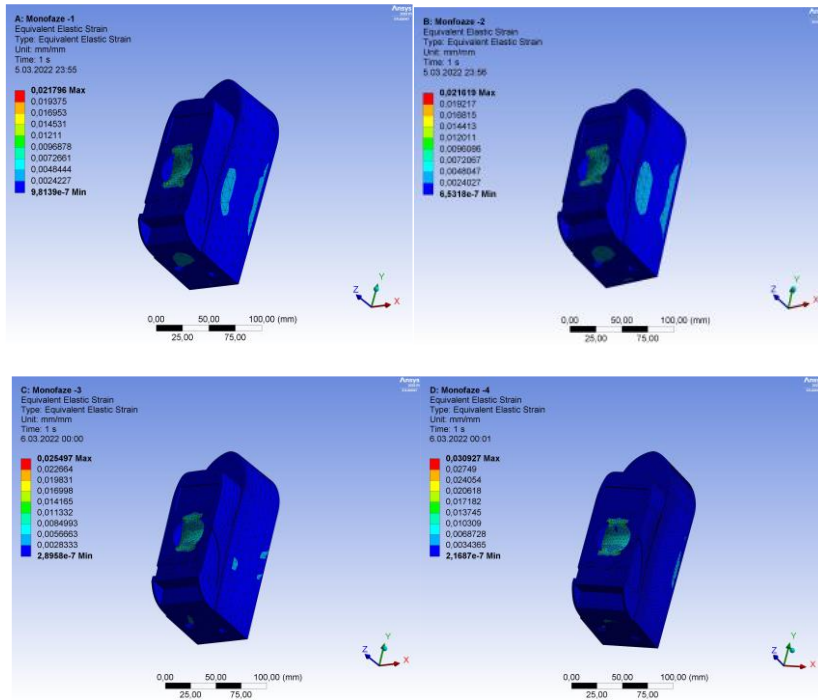 A: Monofaze -1
Equivalent Elastic Strain
Type: Equivalent Elastic Strain
Unit: mm/mm
Time: 1 s
5.03.2022 23:55
0,021796 Max
0,019375
0,016953
0,014531
0,01211
0,0096878
0,0072661
0,0048444
0,0024227
9,8139e-7 Min
Ansys
Z
Y
X
0,00
50,00
100,00 (mm)
25,00
75,00
B: Monfoaze -2
Equivalent Elastic Strain
Type: Equivalent Elastic Strain
Unit: mm/mm
Time: 1 s
5.03.2022 23:56
0,021619 Max
0,019217
0,016815
0,014413
0,012011
0,0096096
0,0072067
0,0048047
0,0024027
6,5318e-7 Min
Ansys
Z
Y
X
0,00
50,00
100,00 (mm)
25,00
75,00
C: Monofaze -3
Equivalent Elastic Strain
Type: Equivalent Elastic Strain
Unit: mm/mm
Time: 1 s
6.03.2022 00:00
0,025497 Max
0,022664
0,019831
0,016998
0,014165
0,011332
0,0084993
0,0056663
0,0028333
2,8958e-7 Min
Ansys
Z
Y
X
0,00
50,00
100,00 (mm)
25,00
75,00
D: Monofaze -4
Equivalent Elastic Strain
Type: Equivalent Elastic Strain
Unit: mm/mm
Time: 1 s
6.03.2022 00:01
0,030927 Max
0,02749
0,024054
0,020618
0,017182
0,013745
0,010309
0,0068728
0,0034365
2,1687e-7 Min
Z
Y
X
0,00
50,00
100,00 (mm)
25,00
75,00